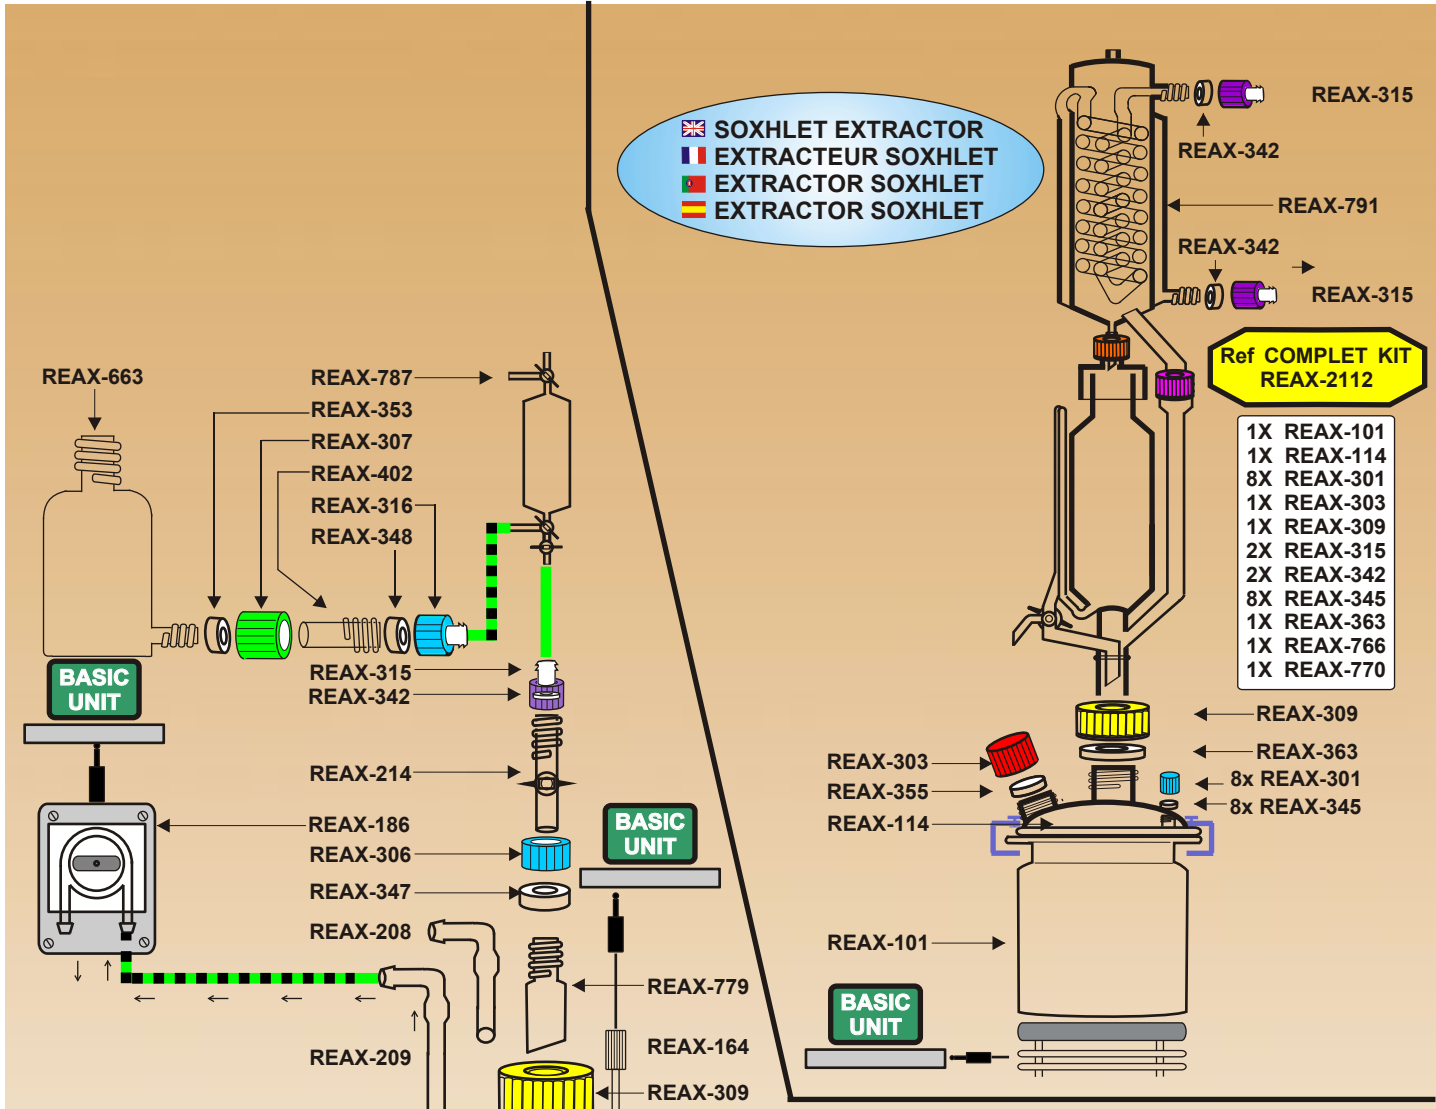 SOXHLET EXTRACTOR
EXTRACTEUR SOXHLET
EXTRACTOR SOXHLET
EXTRACTOR SOXHLET
REAX-315
REAX-342
REAX-791
REAX-342
REAX-315
Ref COMPLET KIT
REAX-2112
1X REAX-101
1X REAX-114
8X REAX-301
1X REAX-303
1X REAX-309
2X REAX-315
2X REAX-342
8X REAX-345
1X REAX-363
1X REAX-766
1X REAX-770
REAX-309
REAX-363
8x REAX-301
8x REAX-345
REAX-303
REAX-355
REAX-114
REAX-101
BASIC
UNIT
REAX-663
REAX-787
REAX-353
REAX-307
REAX-402
REAX-316
REAX-348
BASIC
UNIT
REAX-315
REAX-342
REAX-214
REAX-186
REAX-306
REAX-347
BASIC
UNIT
REAX-208
REAX-779
REAX-209
REAX-164
REAX-309